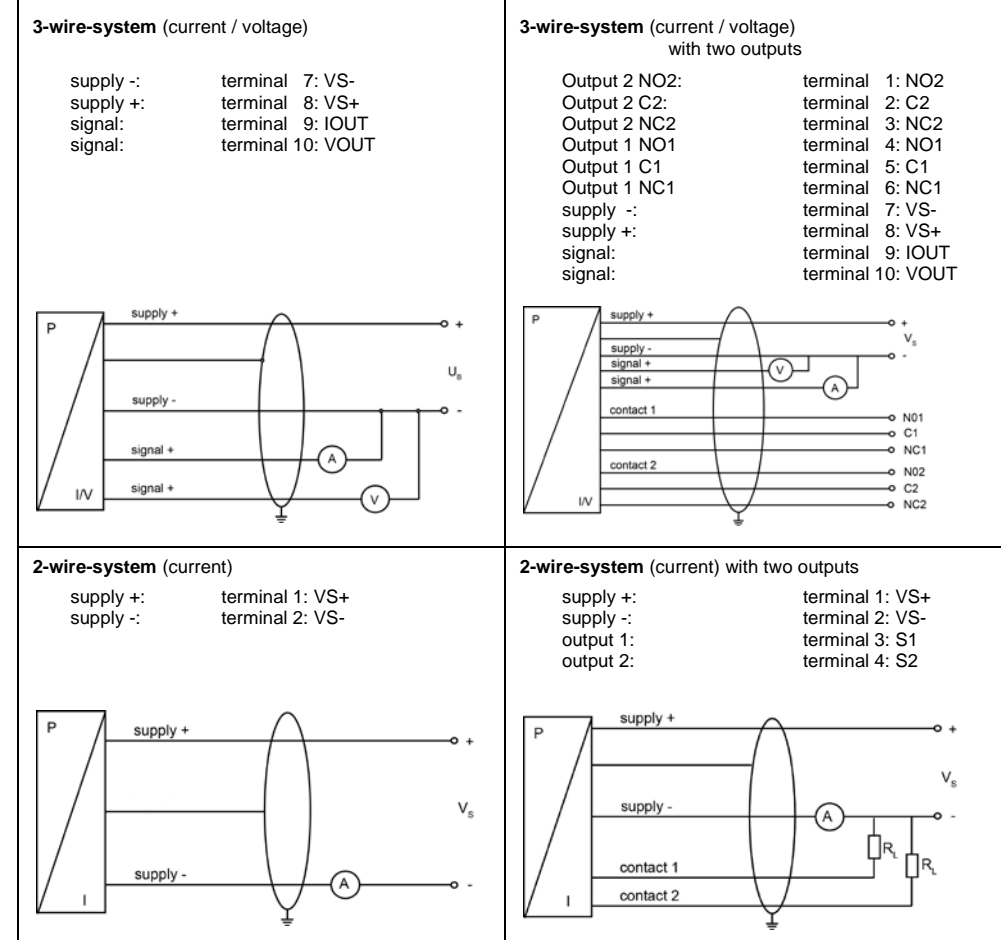 3-wire-system (current / voltage)
supply -: terminal 7: VS-
supply +: terminal 8: VS+
signal: terminal 9: IOUT
signal: terminal 10: VOUT
P
supply +
+
U_s
supply -
-
signal +
A
signal +
V
I/V
3-wire-system (current / voltage)
with two outputs
Output 2 NO2: terminal 1: NO2
Output 2 C2: terminal 2: C2
Output 2 NC2 terminal 3: NC2
Output 1 NO1 terminal 4: NO1
Output 1 C1 terminal 5: C1
Output 1 NC1 terminal 6: NC1
supply -: terminal 7: VS-
supply +: terminal 8: VS+
signal: terminal 9: IOUT
signal: terminal 10: VOUT
P
supply +
+
V_s
supply -
-
signal +
V
signal +
A
contact 1
N01
C1
NC1
contact 2
N02
C2
NC2
I/V
2-wire-system (current)
supply +: terminal 1: VS+
supply -: terminal 2: VS-
P
supply +
+
V_S
supply -
A
-
I
2-wire-system (current) with two outputs
supply +: terminal 1: VS+
supply -: terminal 2: VS-
output 1: terminal 3: S1
output 2: terminal 4: S2
P
supply +
+
V_s
supply -
A
-
R_L
R_L
contact 1
contact 2
I